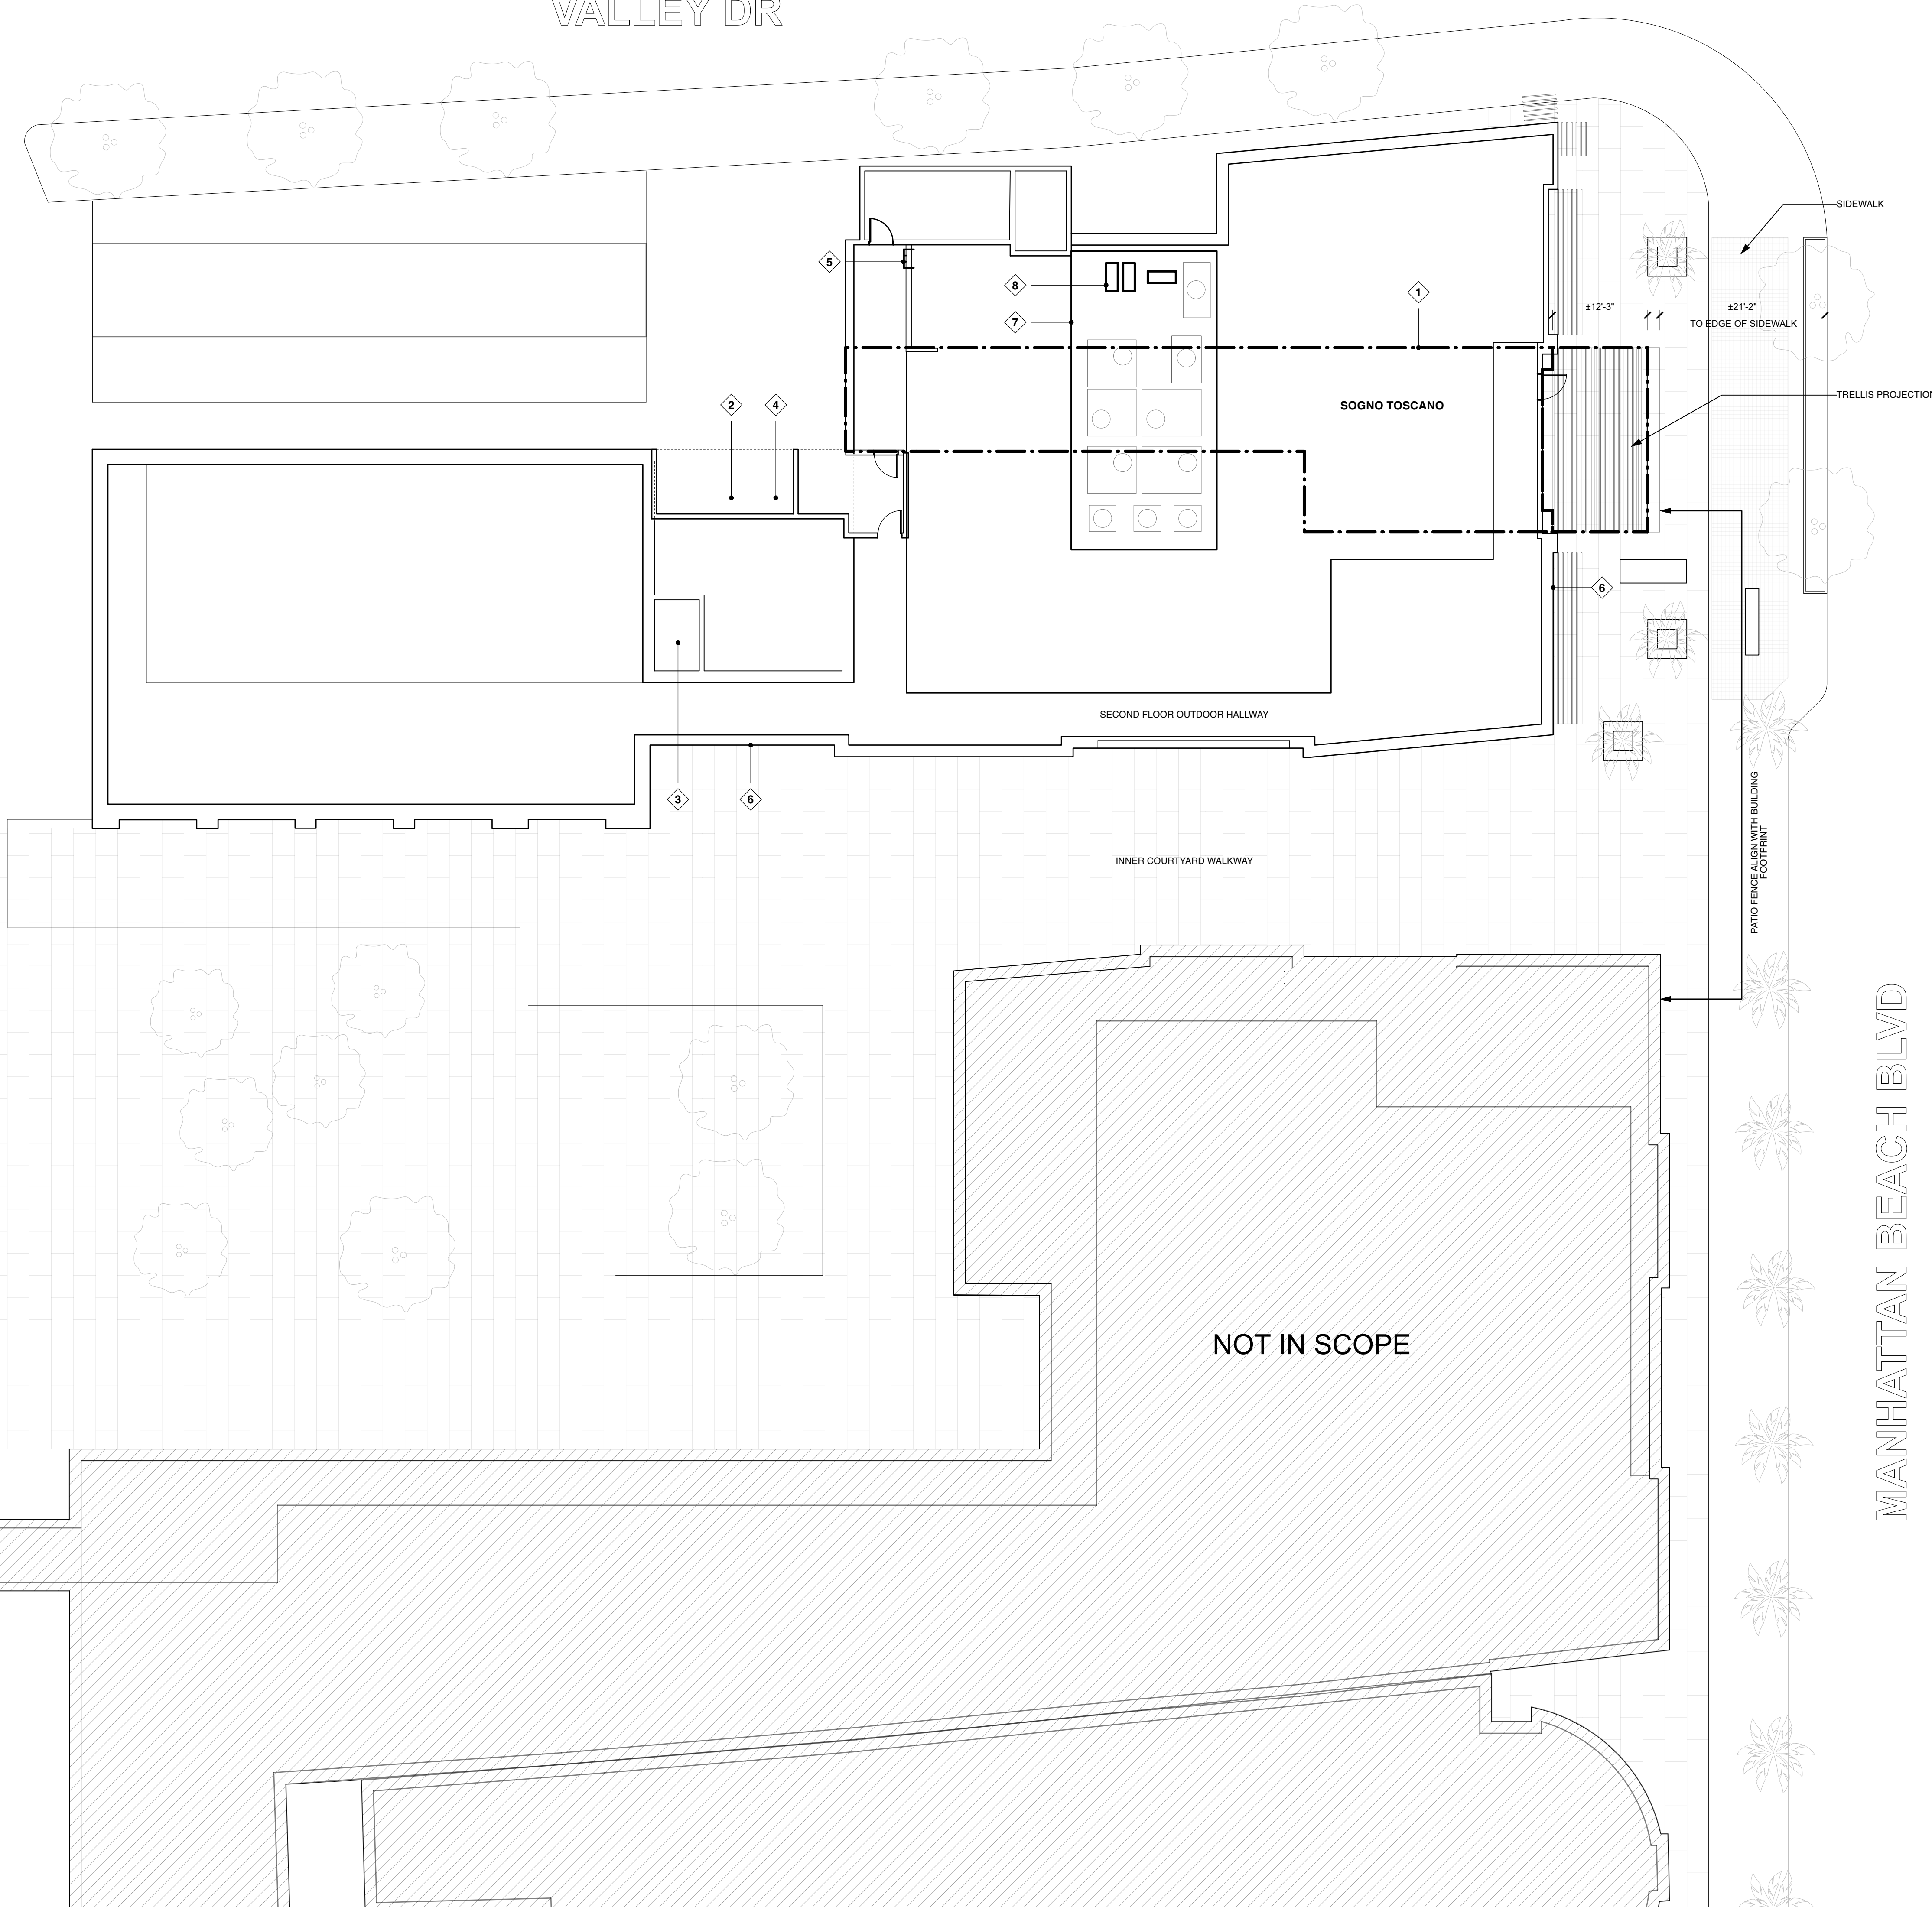 VALLEY DR
SIDEWALK
5
8
1
±12'-3"
±21'-2"
7
TO EDGE OF SIDEWALK
TRELLIS PROJECTION
2
4
SOGNO TOSCANO
6
SECOND FLOOR OUTDOOR HALLWAY
3
6
PATIO FENCE ALIGN WITH BUILDING
FOOTPRINT
INNER COURTYARD WALKWAY
MANHATTAN BEACH BLVD
NOT IN SCOPE